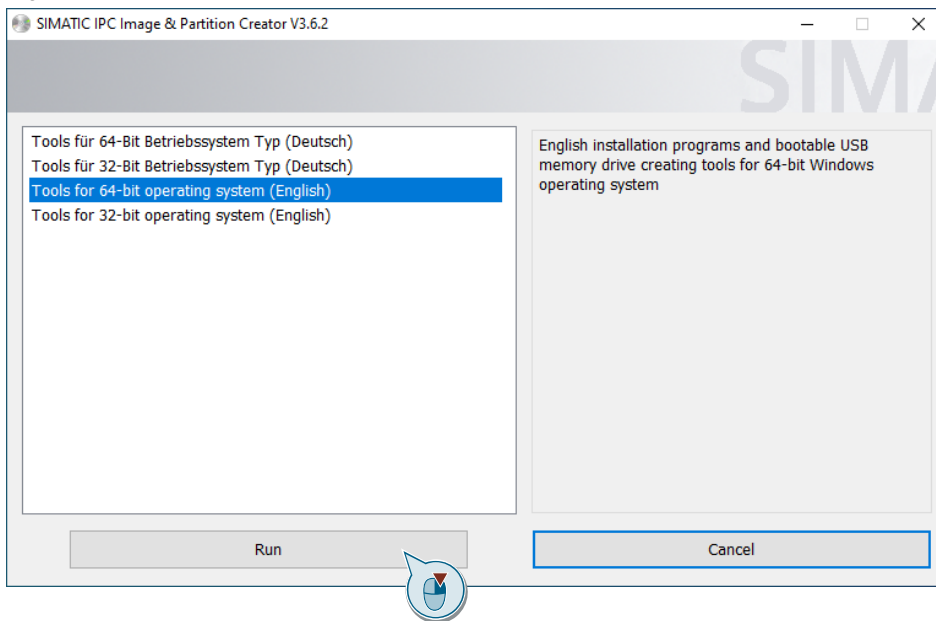 SIMATIC IPC Image & Partition Creator V3.6.2
Tools für 64-Bit Betriebssystem Typ (Deutsch)
Tools für 32-Bit Betriebssystem Typ (Deutsch)
Tools for 64-bit operating system (English)
Tools for 32-bit operating system (English)
English installation programs and bootable USB
memory drive creating tools for 64-bit Windows
operating system
Run
Cancel